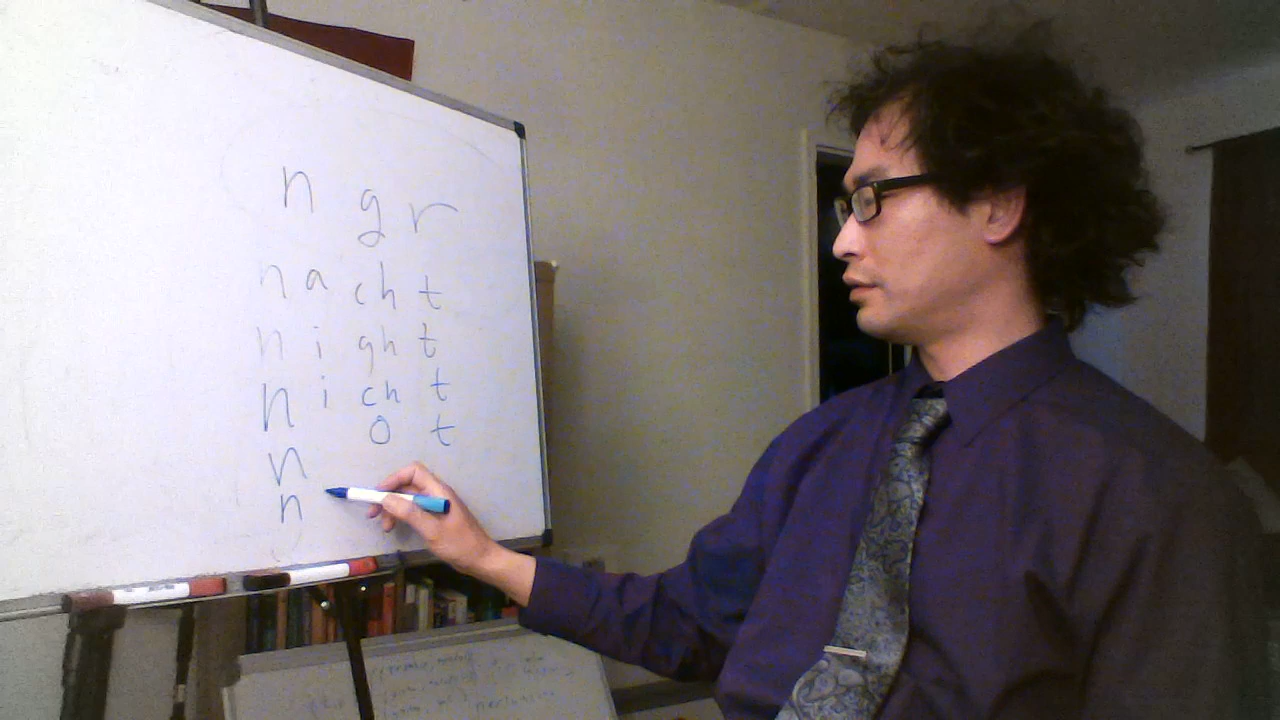 n g r
n a ch t
n i gh t
n i ch t
n o t
n